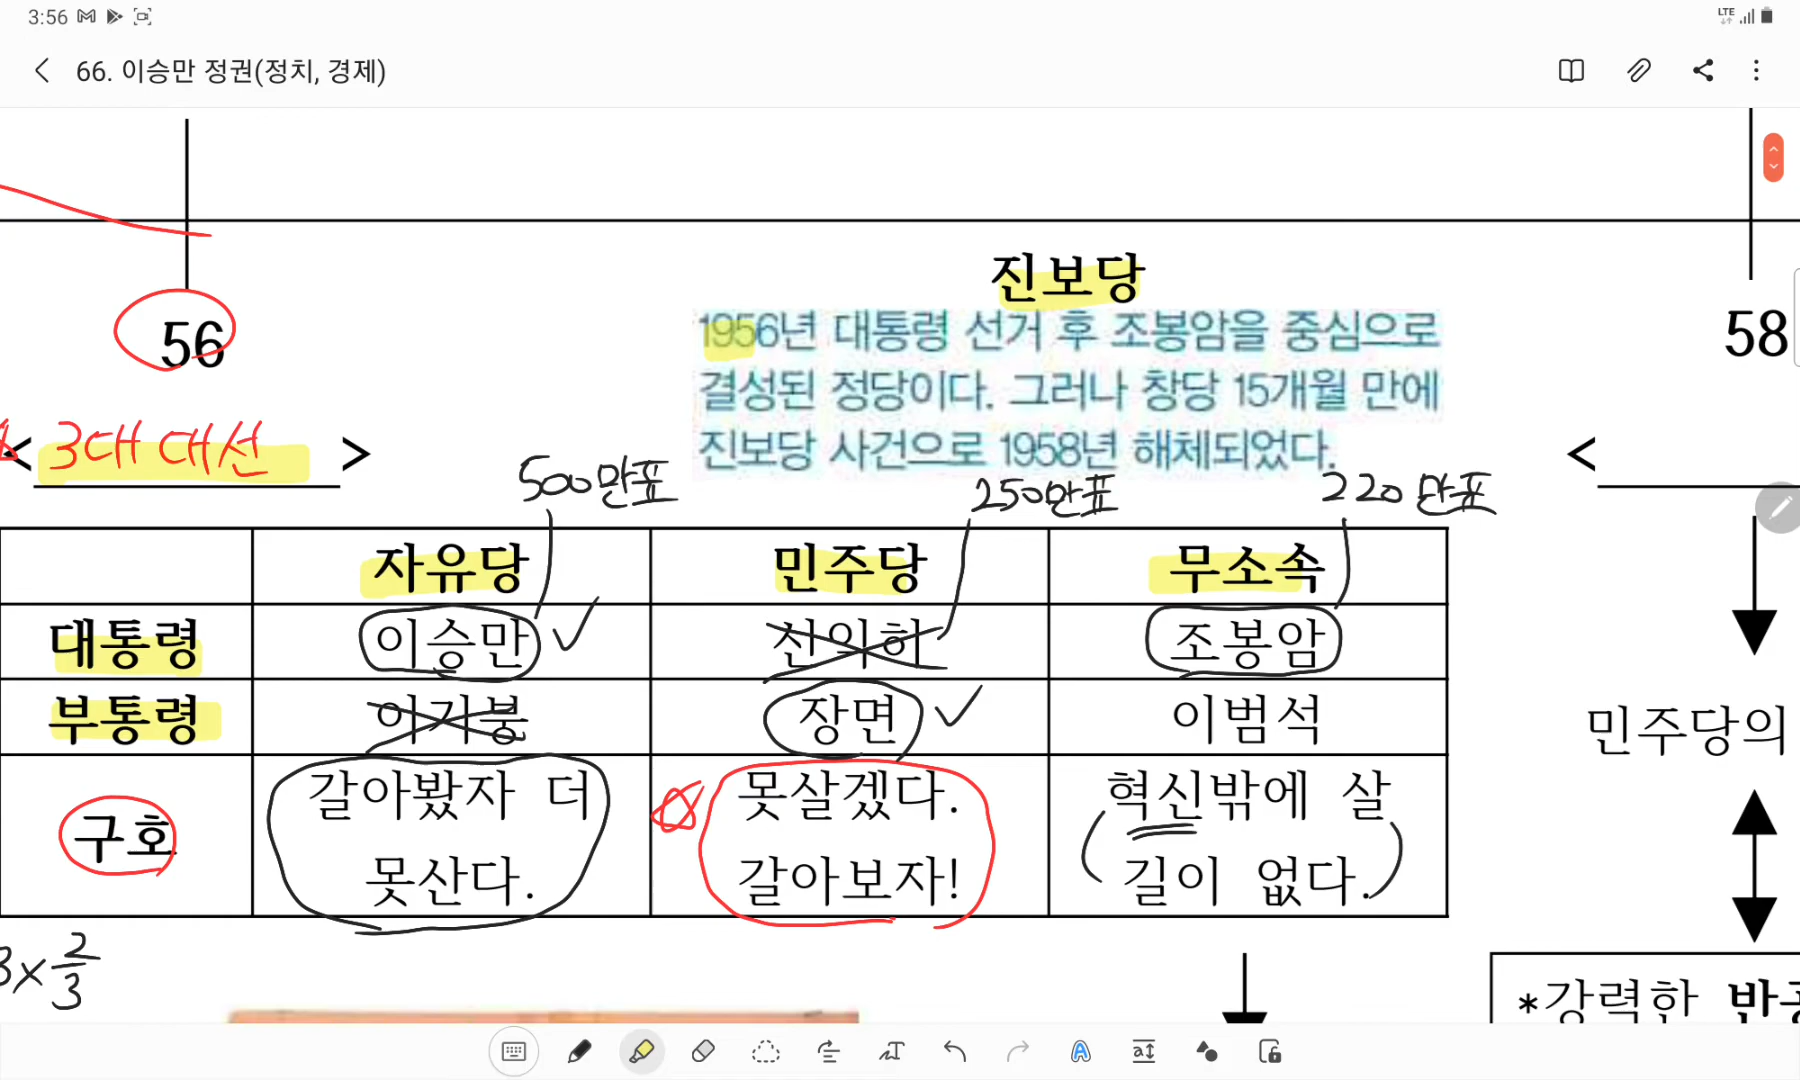 3:56
LTE
66. 이승만 정권(정치, 경제)
진보당
56
1956년 대통령 선거 후 조봉암을 중심으로
58
결성된 정당이다. 그러나 창당 15개월 만에
< 3대 대선 >
진보당 사건으로 1958년 해체되었다.
<
500만표
250만표
220만표
자유당
민주당
무소속
대통령
이승만
신익희
조봉암
부통령
이기붕
장면
이범석
민주당의
구호
갈아봤자 더
못산다.
못살겠다.
갈아보자!
혁신밖에 살
길이 없다.
3×2/3
*강력한 반공